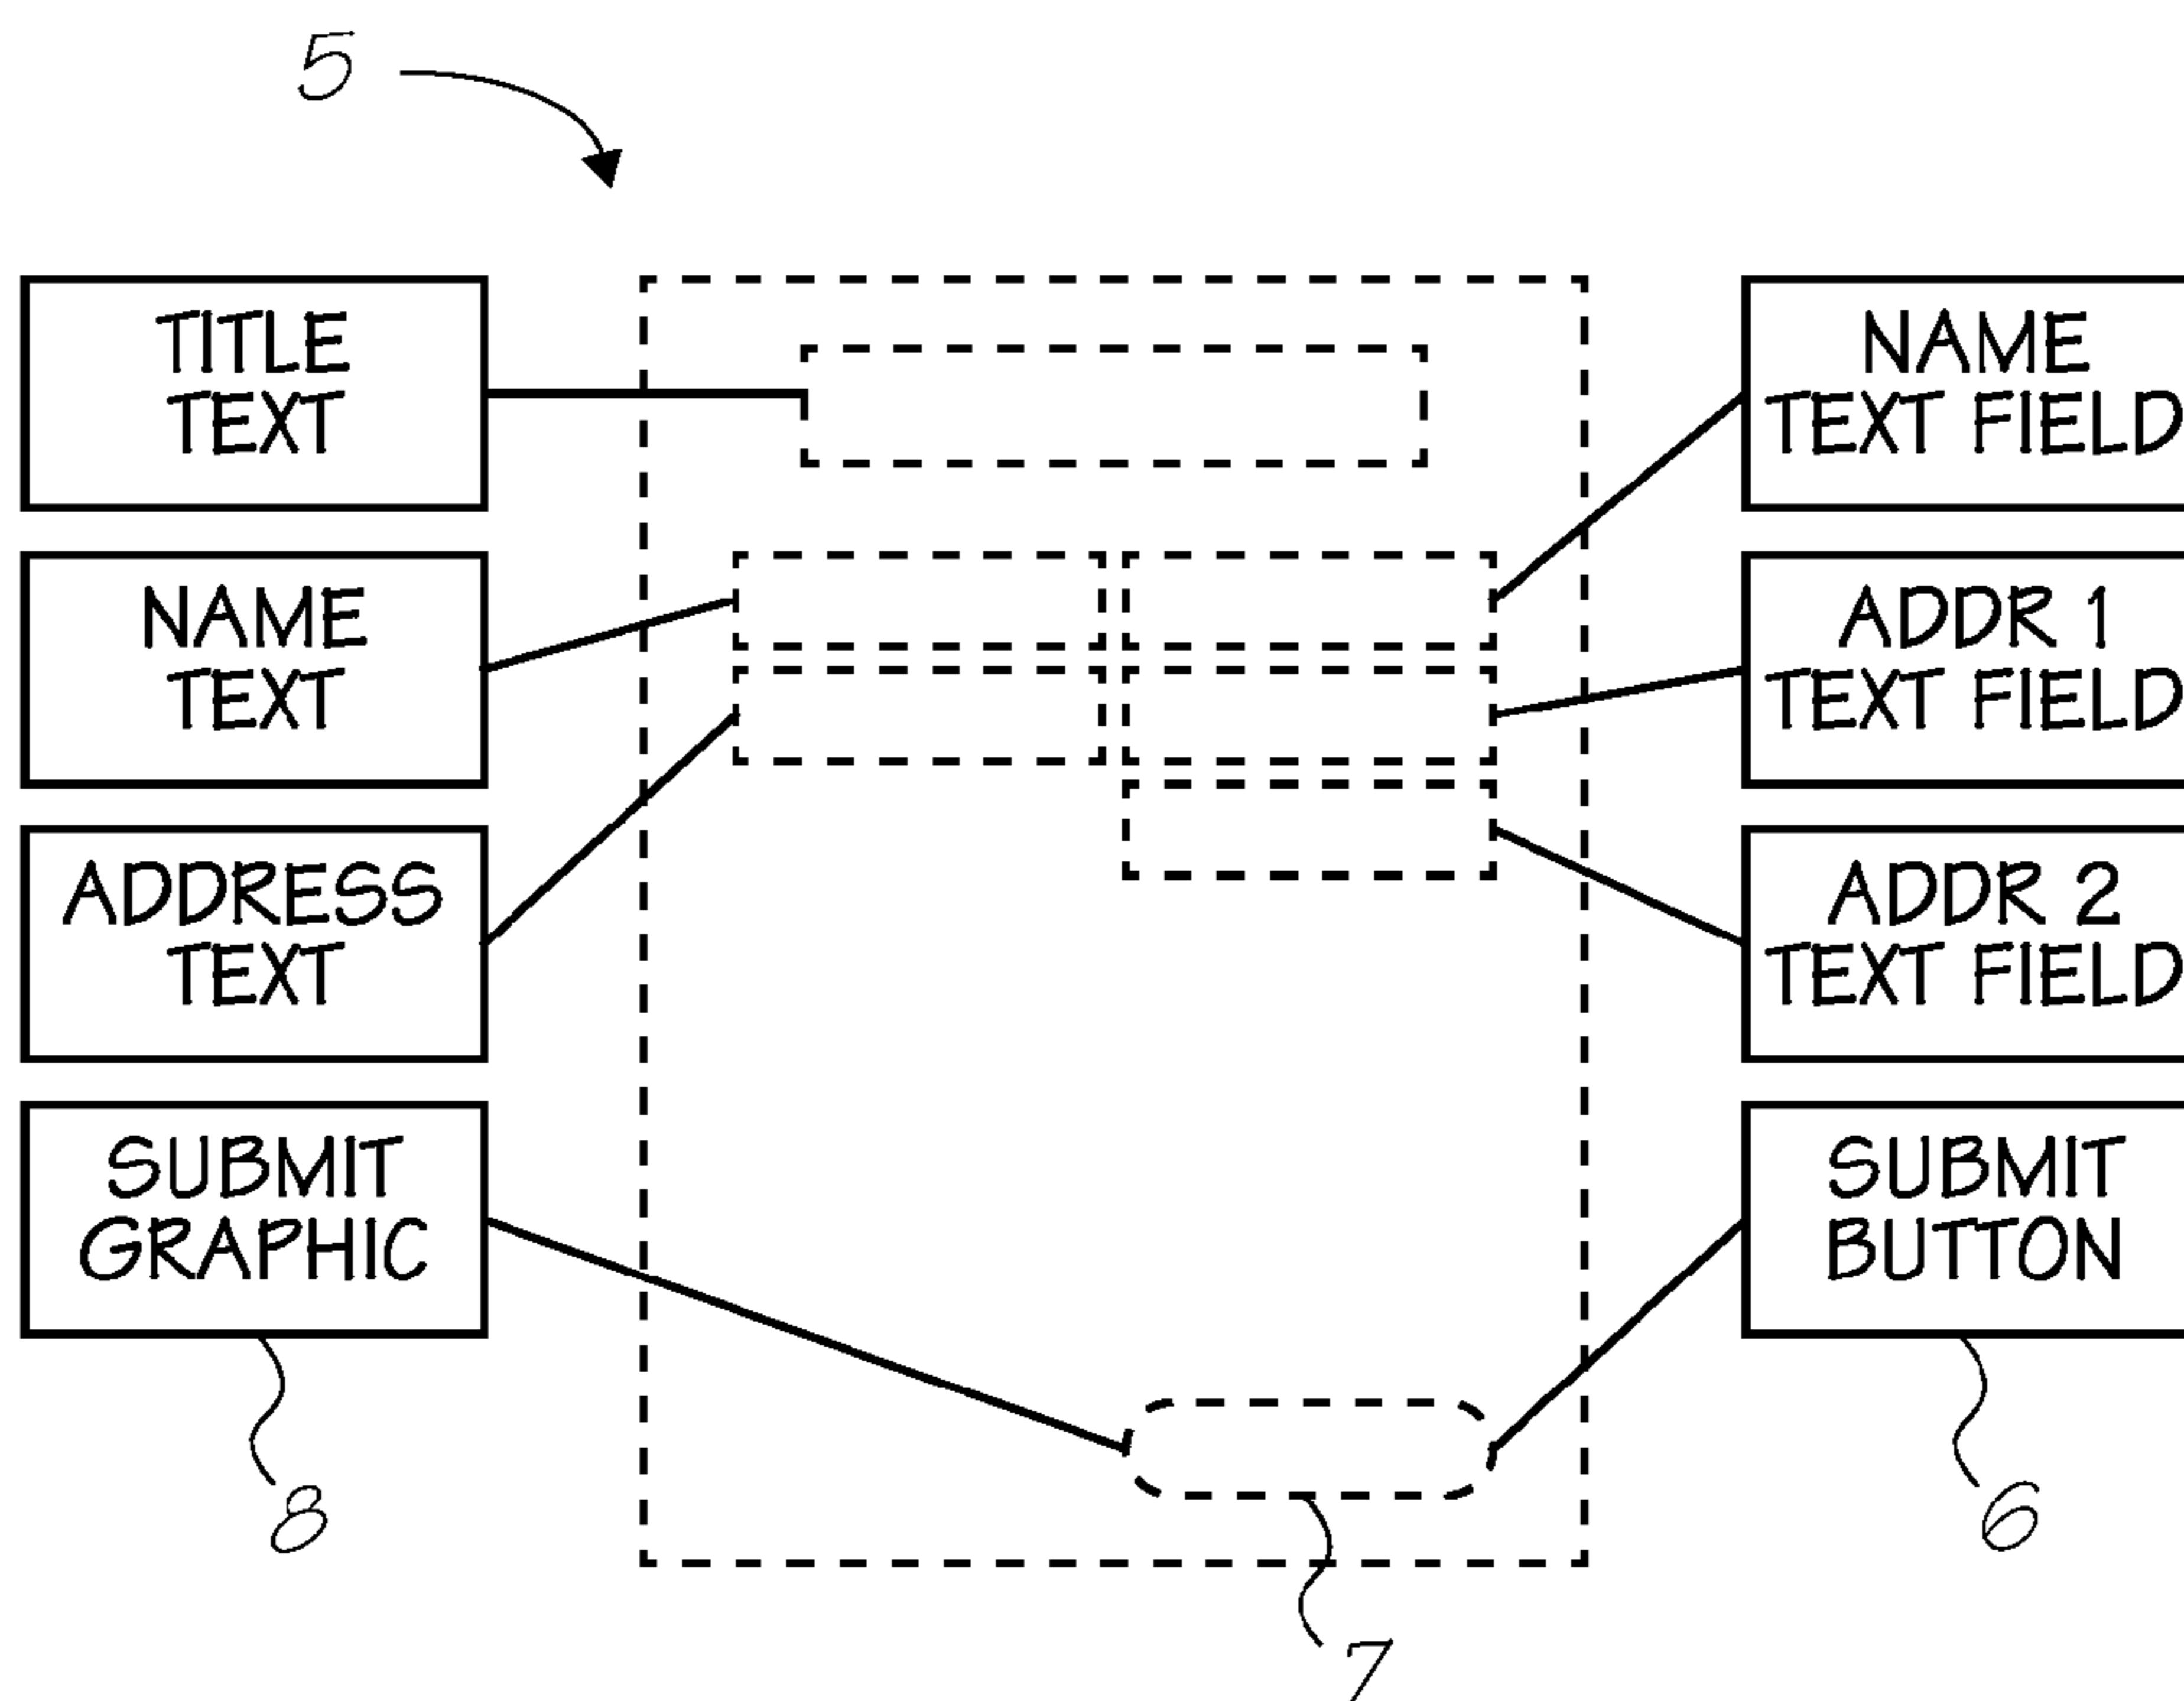 5
TITLE
TEXT
NAME
TEXT FIELD
NAME
TEXT
ADDR 1
TEXT FIELD
ADDRESS
TEXT
ADDR 2
TEXT FIELD
SUBMIT
GRAPHIC
SUBMIT
BUTTON
8
6
7